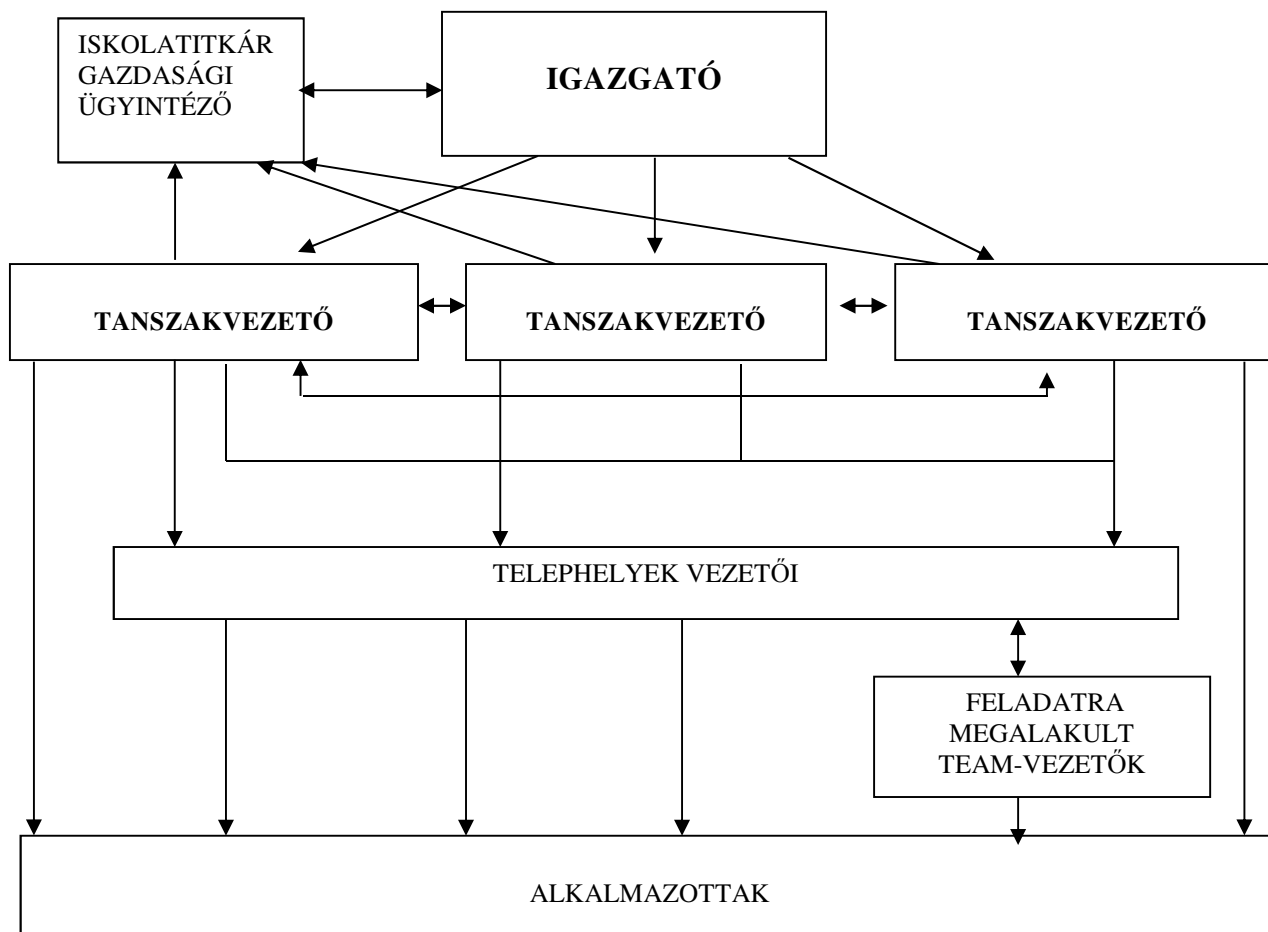 ISKOLATITKÁR
GAZDASÁGI
ÜGYINTÉZŐ
IGAZGATÓ
TANSZAKVEZETŐ
TANSZAKVEZETŐ
TANSZAKVEZETŐ
TELEPHELYEK VEZETŐI
FELADATRA
MEGALAKULT
TEAM-VEZETŐK
ALKALMAZOTTAK